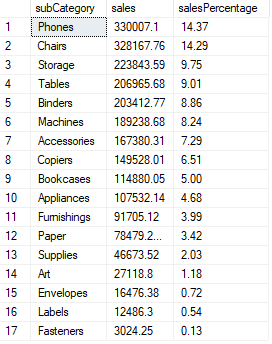 subCategory sales salesPercentage
1 Phones 330007.1 14.37
2 Chairs 328167.76 14.29
3 Storage 223843.59 9.75
4 Tables 206965.68 9.01
5 Binders 203412.77 8.86
6 Machines 189238.68 8.24
7 Accessories 167380.31 7.29
8 Copiers 149528.01 6.51
9 Bookcases 114880.05 5.00
10 Appliances 107532.14 4.68
11 Furnishings 91705.12 3.99
12 Paper 78479.2... 3.42
13 Supplies 46673.52 2.03
14 Art 27118.8 1.18
15 Envelopes 16476.38 0.72
16 Labels 12486.3 0.54
17 Fasteners 3024.25 0.13